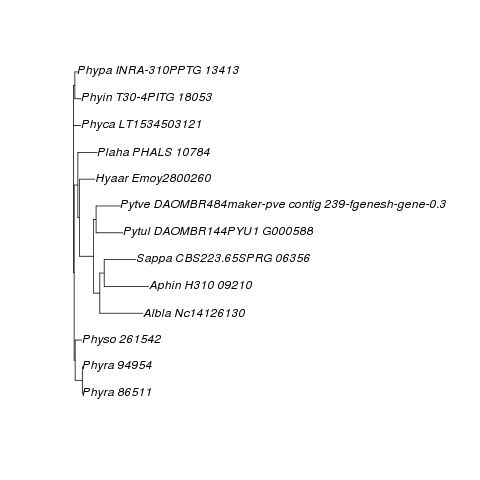 Phypa INRA-310PPTG 13413
Phyin T30-4PITG 18053
Phyca LT1534503121
Plaha PHALS 10784
Hyaar Emoy2800260
Pytve DAOMBR484maker-pve contig 239-fgenesh-gene-0.3
Pytul DAOMBR144PYU1 G000588
Sappa CBS223.65SPRG 06356
Aphin H310 09210
Albla Nc14126130
Physo 261542
Phyra 94954
Phyra 86511